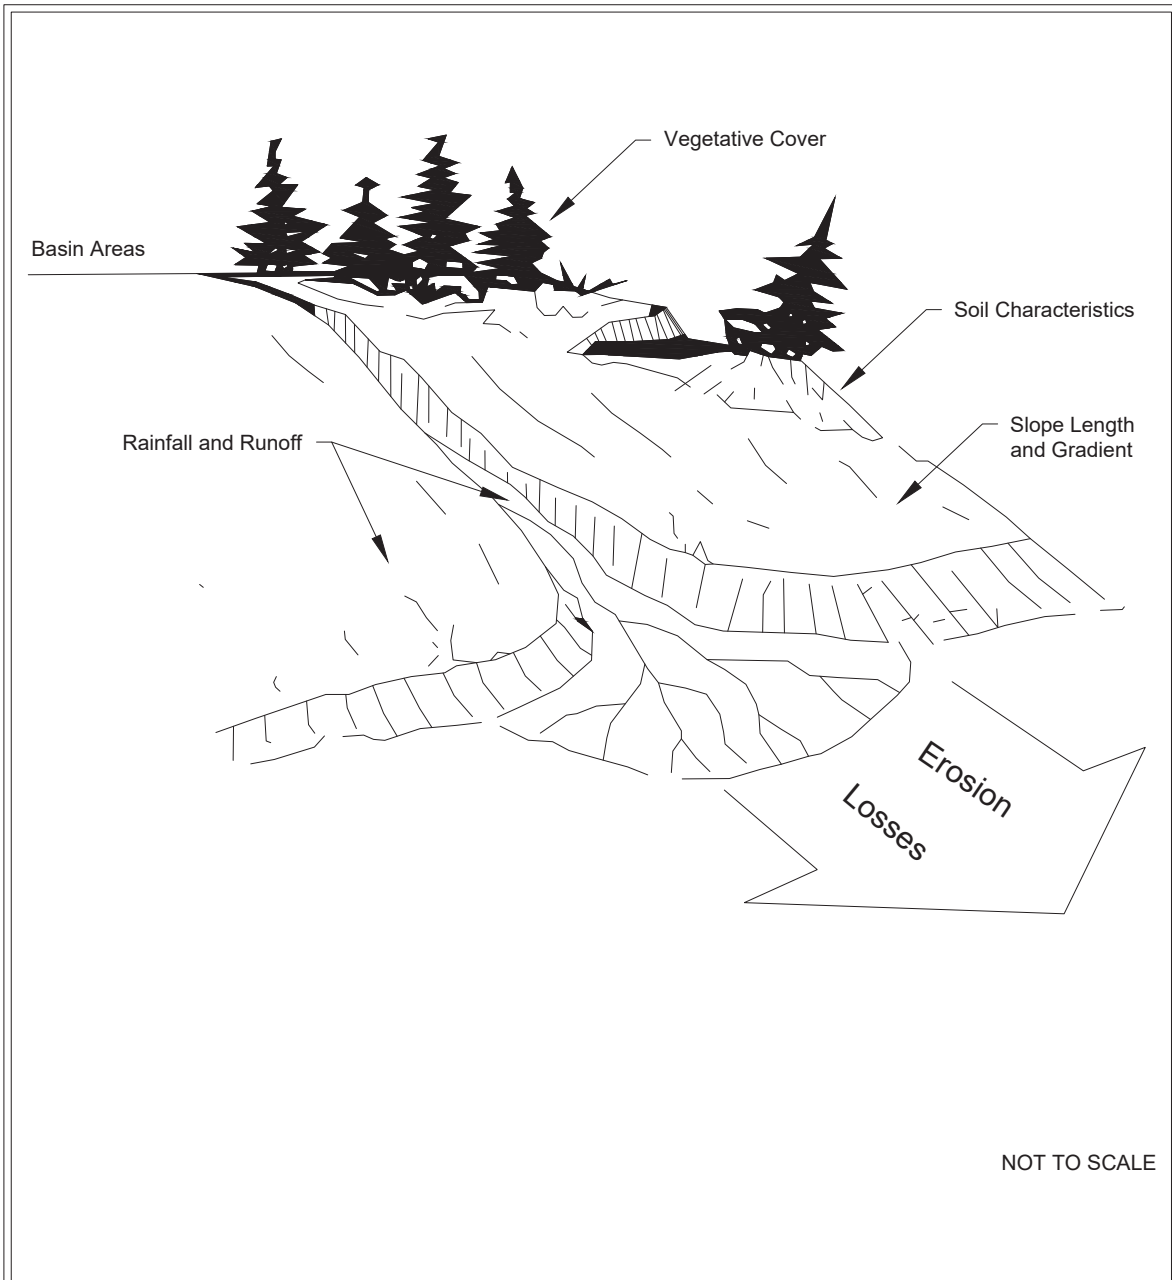 Vegetative Cover
Basin Areas
Soil Characteristics
Slope Length
and Gradient
Rainfall and Runoff
Erosion
Losses
NOT TO SCALE